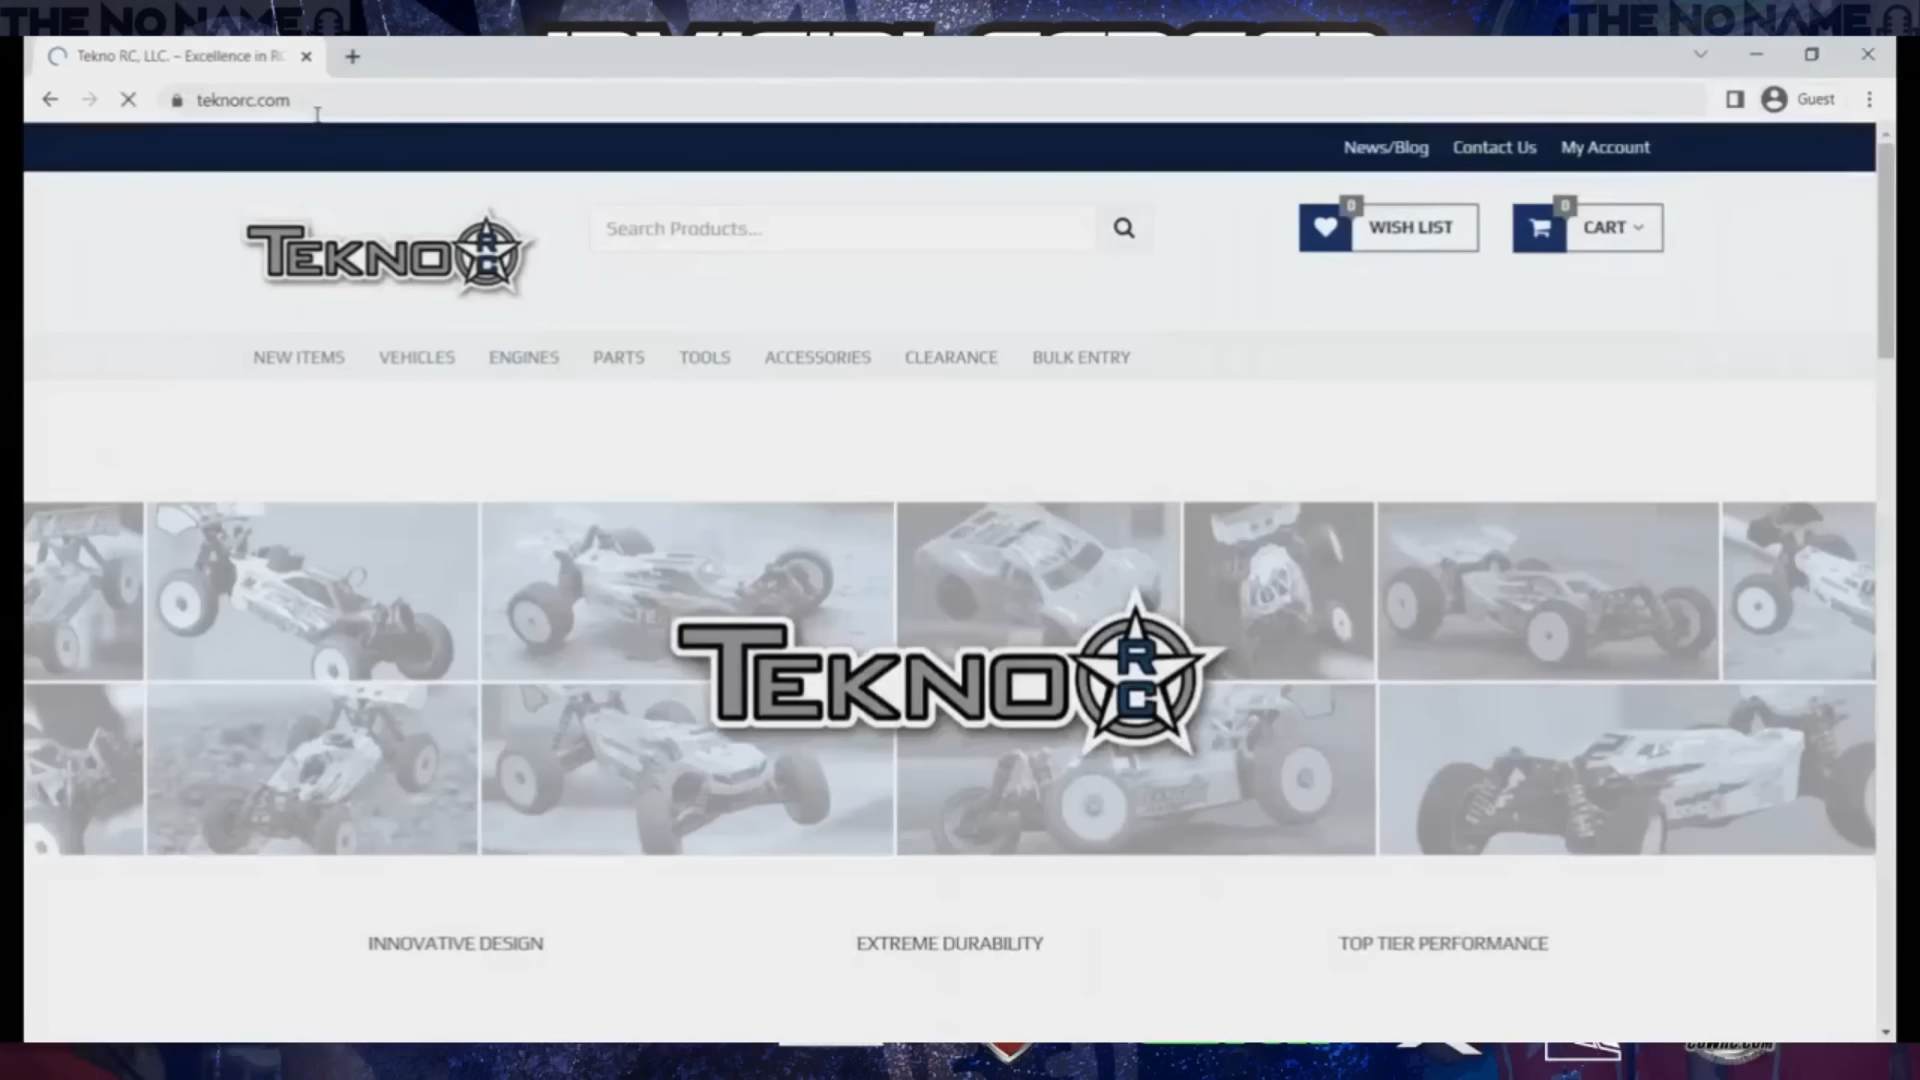 THE NO NAME
THE NO NAME
Tekno RC, LLC. – Excellence in RC
teknorc.com
Guest
News/Blog
Contact Us
My Account
TEKNO RC
Search Products...
0
WISH LIST
0
CART
NEW ITEMS
VEHICLES
ENGINES
PARTS
TOOLS
ACCESSORIES
CLEARANCE
BULK ENTRY
TEKNO RC
INNOVATIVE DESIGN
EXTREME DURABILITY
TOP TIER PERFORMANCE